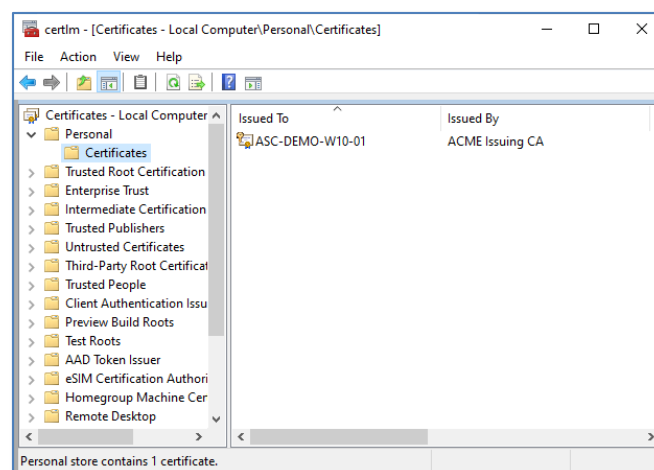 certlm - [Certificates - Local Computer\Personal\Certificates]
File Action View Help
Certificates - Local Computer
Personal
Certificates
Trusted Root Certification
Enterprise Trust
Intermediate Certification
Trusted Publishers
Untrusted Certificates
Third-Party Root Certificat
Trusted People
Client Authentication Issu
Preview Build Roots
Test Roots
AAD Token Issuer
eSIM Certification Authori
Homegroup Machine Cer
Remote Desktop
Issued To Issued By
ASC-DEMO-W10-01 ACME Issuing CA
Personal store contains 1 certificate.